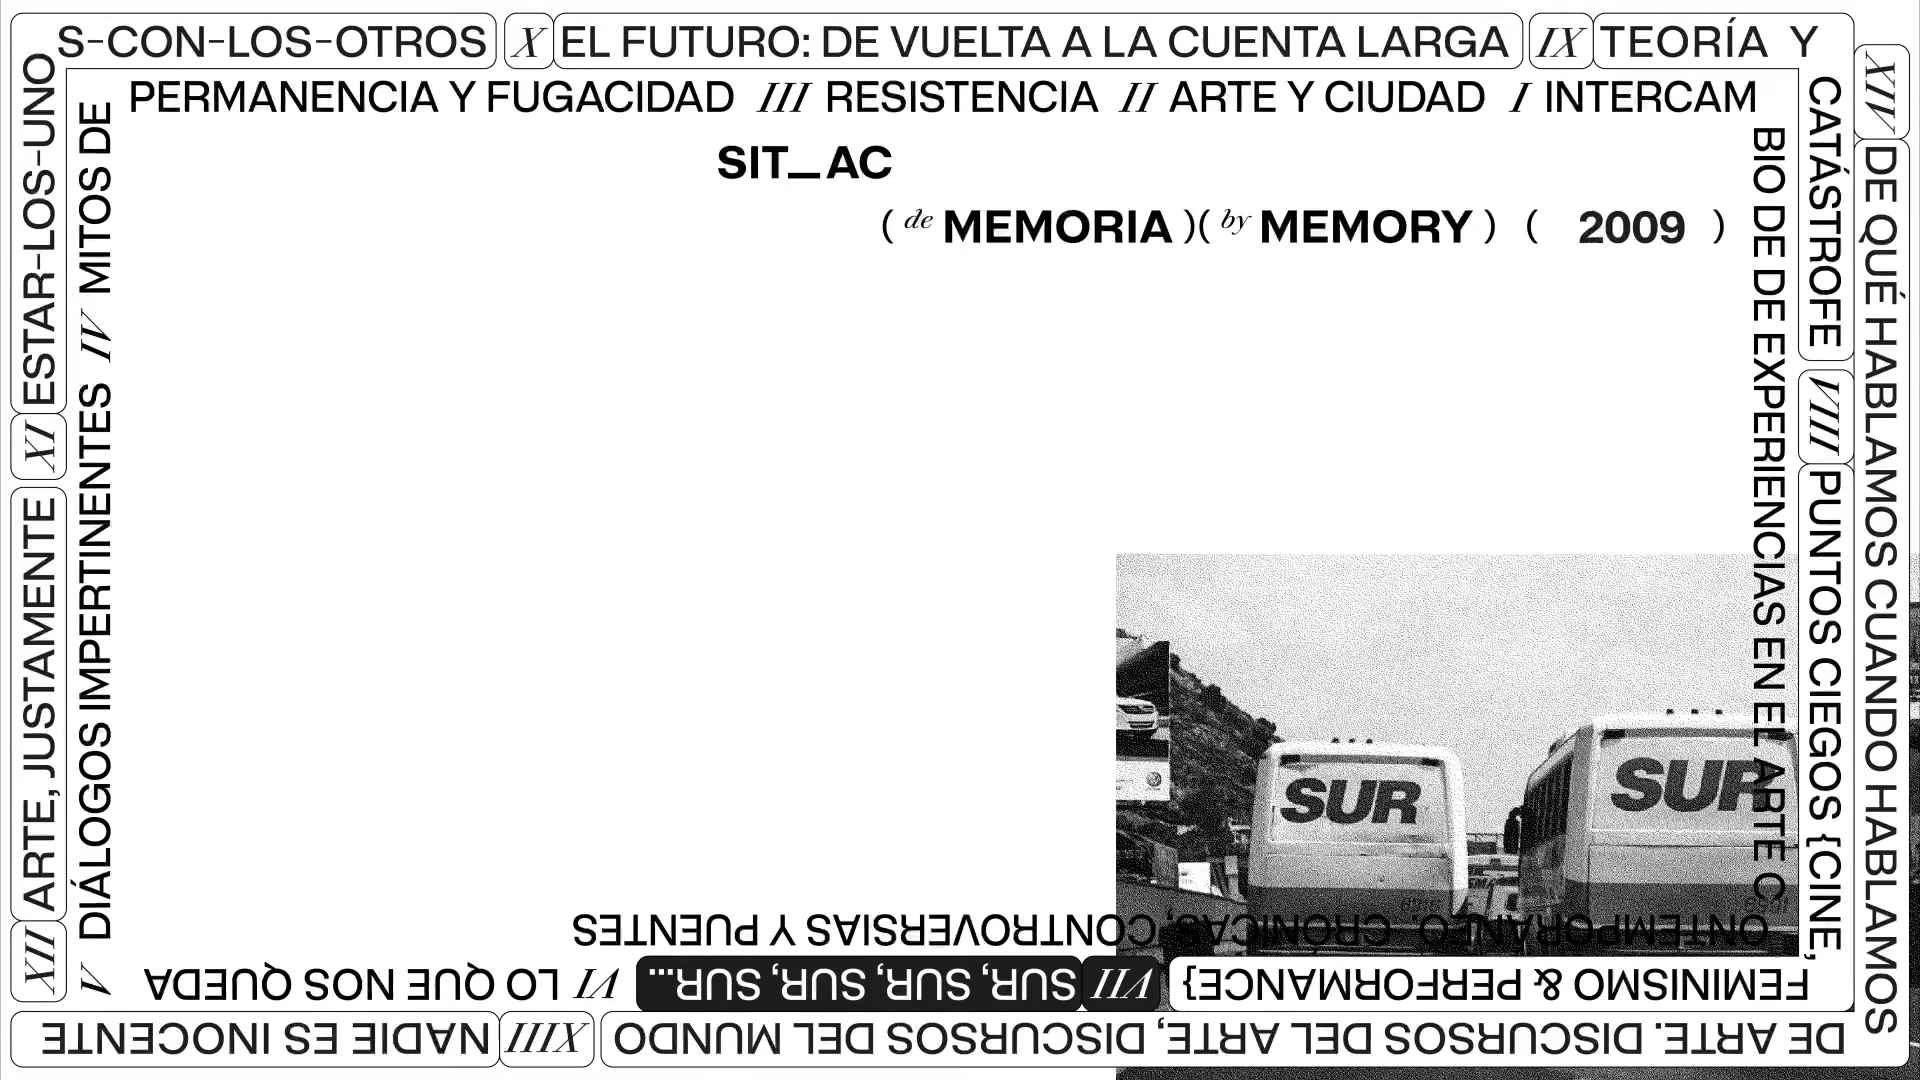 S-CON-LOS-OTROS X EL FUTURO: DE VUELTA A LA CUENTA LARGA IX TEORÍA Y
CATÁSTROFE VIII PUNTOS CIEGOS {CINE,
FEMINISMO & PERFORMANCE} VII SUR, SUR, SUR, SUR... VI LO QUE NOS QUEDA
PERMANENCIA Y FUGACIDAD III RESISTENCIA II ARTE Y CIUDAD I INTERCAM
BIO DE DE EXPERIENCIAS EN EL ARTE C
ONTEMPORÁNEO. CRÓNICAS, CONTROVERSIAS Y PUENTES
SIT_AC
( de MEMORIA )( by MEMORY ) ( 2009 )
XIV DE QUÉ HABLAMOS CUANDO HABLAMOS
DE ARTE. DISCURSOS DEL ARTE, DISCURSOS DEL MUNDO XIII NADIE ES INOCENTE
XII ARTE, JUSTAMENTE XI ESTAR-LOS-UNO
V DIÁLOGOS IMPERTINENTES IV MITOS DE
SUR
SUR
6216